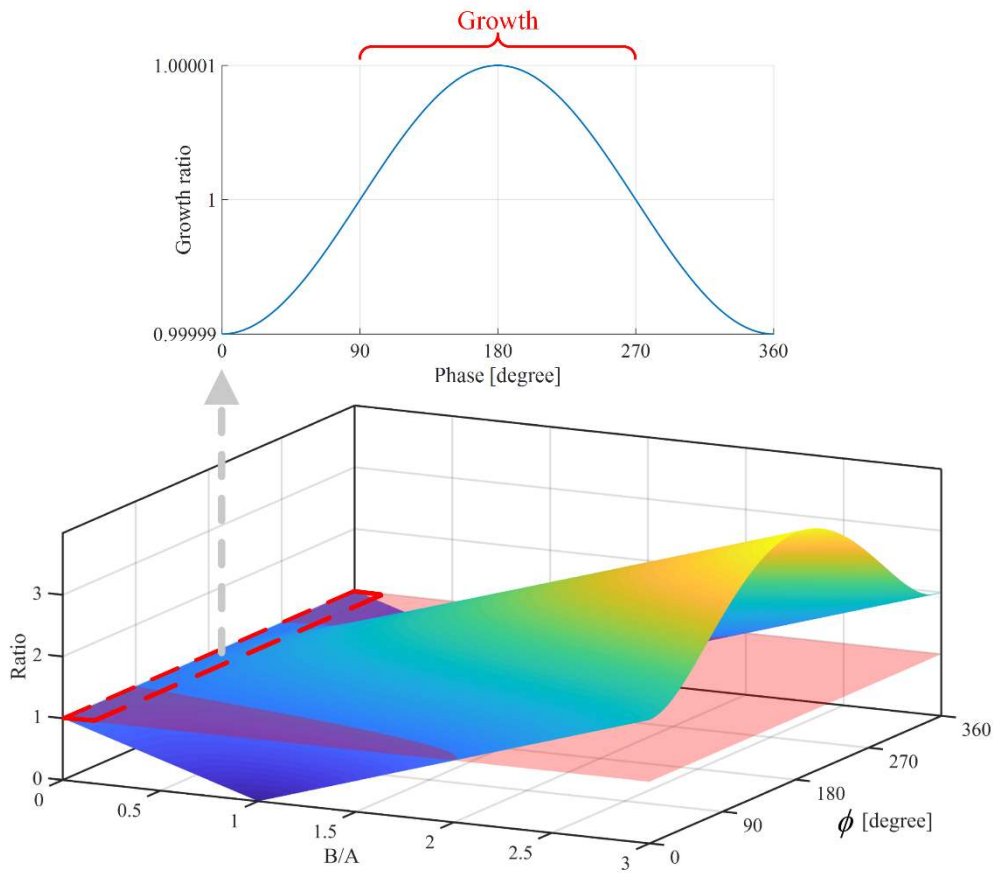 Growth
1.00001
1
0.99999
Growth ratio
0 90 180 270 360
Phase [degree]
3
2
1
0
Ratio
0 0.5 1 1.5 2 2.5 3
B/A
0 90 180 270 360
ϕ [degree]